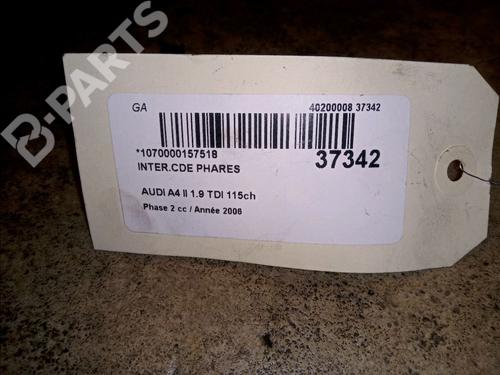 GA
40200008 37342
*1070000157518
37342
INTER.CDE PHARES
AUDI A4 II 1.9 TDI 115ch
Phase 2 cc / Année 2006
B-PARTS